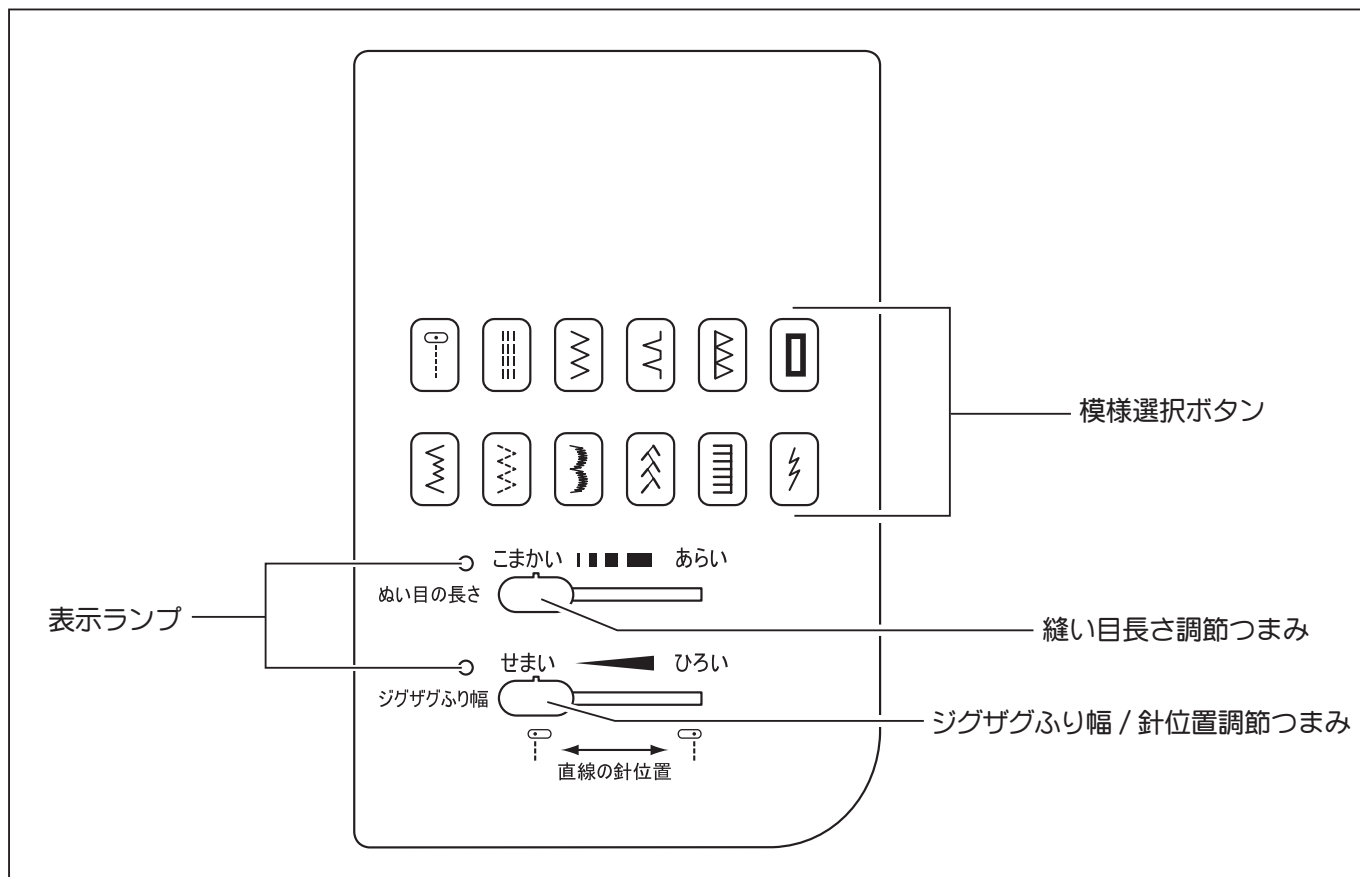 模様選択ボタン
こまかい あらい
ぬい目の長さ
表示ランプ
縫い目長さ調節つまみ
せまい ひろい
ジグザグふり幅
ジグザグふり幅 / 針位置調節つまみ
直線の針位置